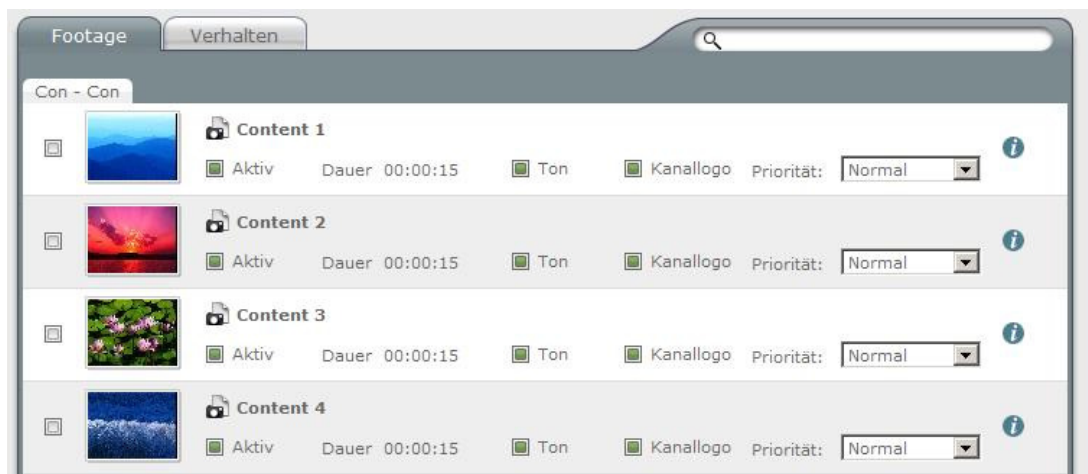 Footage Verhalten
Con - Con
Content 1
Aktiv Dauer 00:00:15 Ton Kanallogo Priorität: Normal
Content 2
Aktiv Dauer 00:00:15 Ton Kanallogo Priorität: Normal
Content 3
Aktiv Dauer 00:00:15 Ton Kanallogo Priorität: Normal
Content 4
Aktiv Dauer 00:00:15 Ton Kanallogo Priorität: Normal